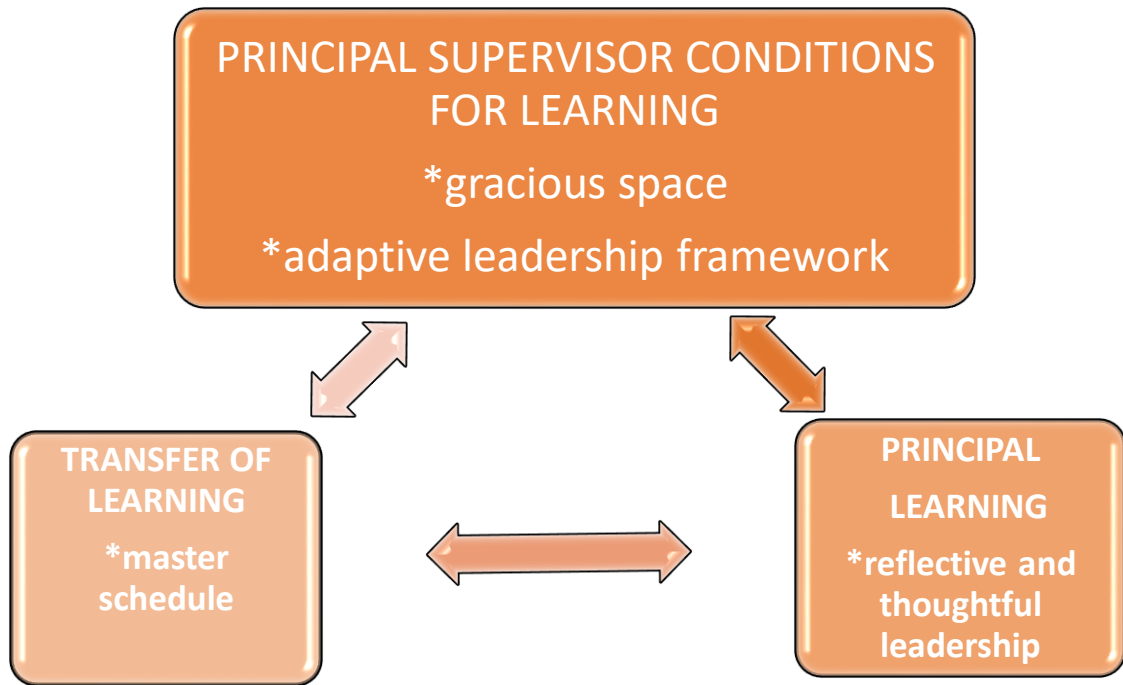 PRINCIPAL SUPERVISOR CONDITIONS
FOR LEARNING
*gracious space
*adaptive leadership framework
TRANSFER OF
LEARNING
*master
schedule
PRINCIPAL
LEARNING
*reflective and
thoughtful
leadership